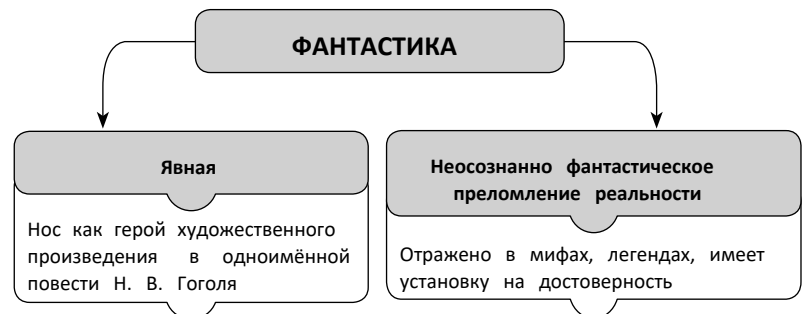 ФАНТАСТИКА
Явная
Нос как герой художественного
произведения в одноимённой
повести Н. В. Гоголя
Неосознанно фантастическое
преломление реальности
Отражено в мифах, легендах, имеет
установку на достоверность